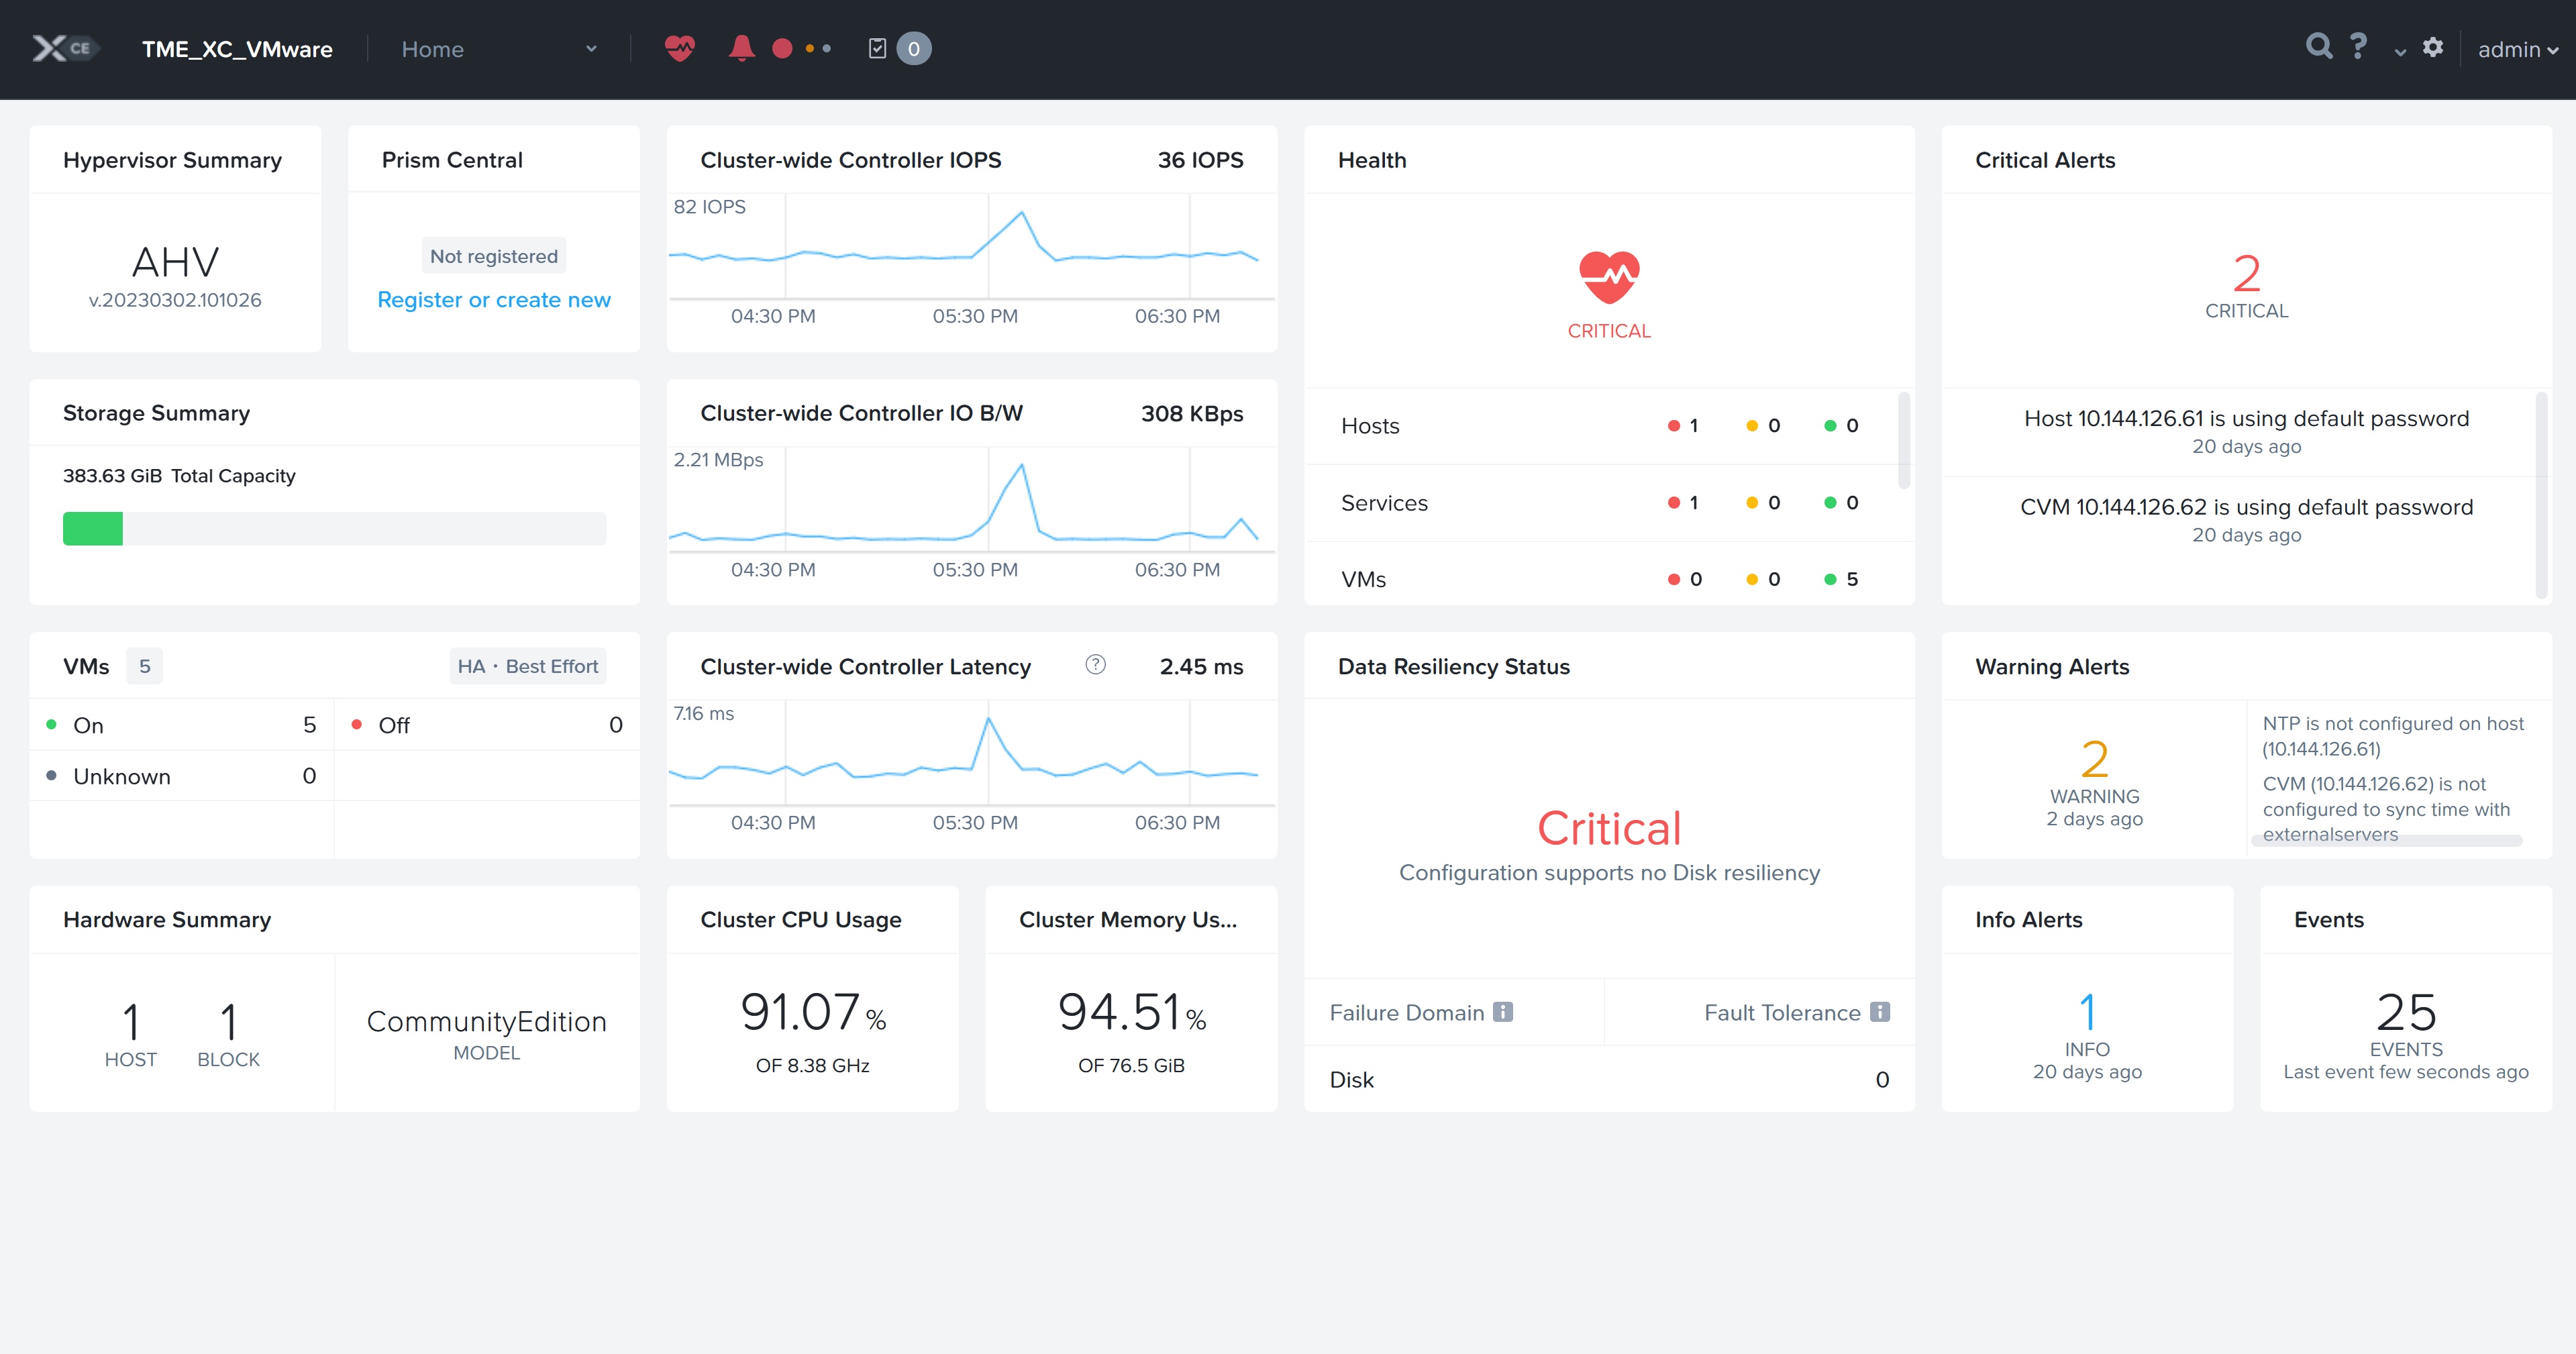 X CE
TME_XC_VMware
Home
0
admin
Hypervisor Summary
AHV
v.20230302.101026
Prism Central
Not registered
Register or create new
Storage Summary
383.63 GiB Total Capacity
VMs 5
HA · Best Effort
On 5
Off 0
Unknown 0
Hardware Summary
1
HOST
1
BLOCK
CommunityEdition
MODEL
Cluster-wide Controller IOPS 36 IOPS
82 IOPS
04:30 PM 05:30 PM 06:30 PM
Cluster-wide Controller IO B/W 308 KBps
2.21 MBps
04:30 PM 05:30 PM 06:30 PM
Cluster-wide Controller Latency ? 2.45 ms
7.16 ms
04:30 PM 05:30 PM 06:30 PM
Cluster CPU Usage
91.07 %
OF 8.38 GHz
Cluster Memory Us...
94.51 %
OF 76.5 GiB
Health
CRITICAL
Hosts 1 0 0
Services 1 0 0
VMs 0 0 5
Data Resiliency Status
Critical
Configuration supports no Disk resiliency
Failure Domain i Fault Tolerance i
Disk 0
Critical Alerts
2
CRITICAL
Host 10.144.126.61 is using default password
20 days ago
CVM 10.144.126.62 is using default password
20 days ago
Warning Alerts
2
WARNING
2 days ago
NTP is not configured on host
(10.144.126.61)
CVM (10.144.126.62) is not
configured to sync time with
externalservers
Info Alerts
1
INFO
20 days ago
Events
25
EVENTS
Last event few seconds ago